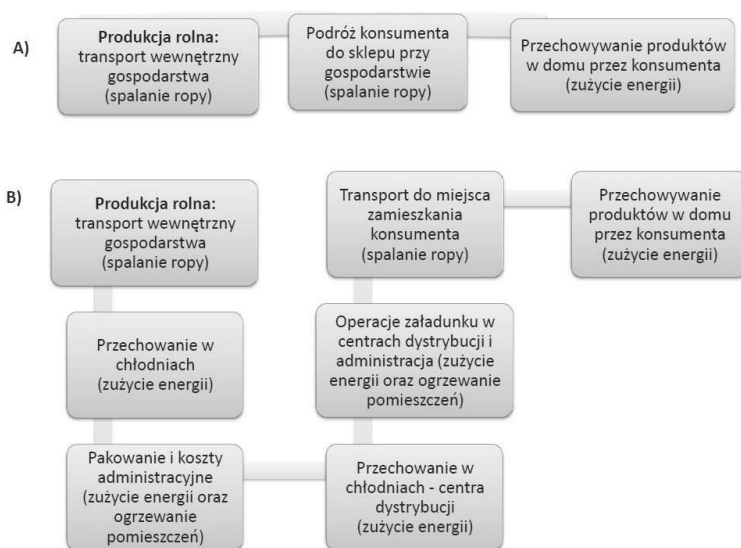 A)
Produkcja rolna:
transport wewnętrzny
gospodarstwa
(spalanie ropy)
Podróż konsumenta
do sklepu przy
gospodarstwie
(spalanie ropy)
Przechowywanie produktów
w domu przez konsumenta
(zużycie energii)
B)
Produkcja rolna:
transport wewnętrzny
gospodarstwa
(spalanie ropy)
Przechowanie w
chłodniach
(zużycie energii)
Pakowanie i koszty
administracyjne
(zużycie energii oraz
ogrzewanie
pomieszczeń)
Przechowanie w
chłodniach - centra
dystrybucji
(zużycie energii)
Operacje załadunku w
centrach dystrybucji i
administracja (zużycie
energii oraz ogrzewanie
pomieszczeń)
Transport do miejsca
zamieszkania
konsumenta
(spalanie ropy)
Przechowywanie
produktów w domu
przez konsumenta
(zużycie energii)